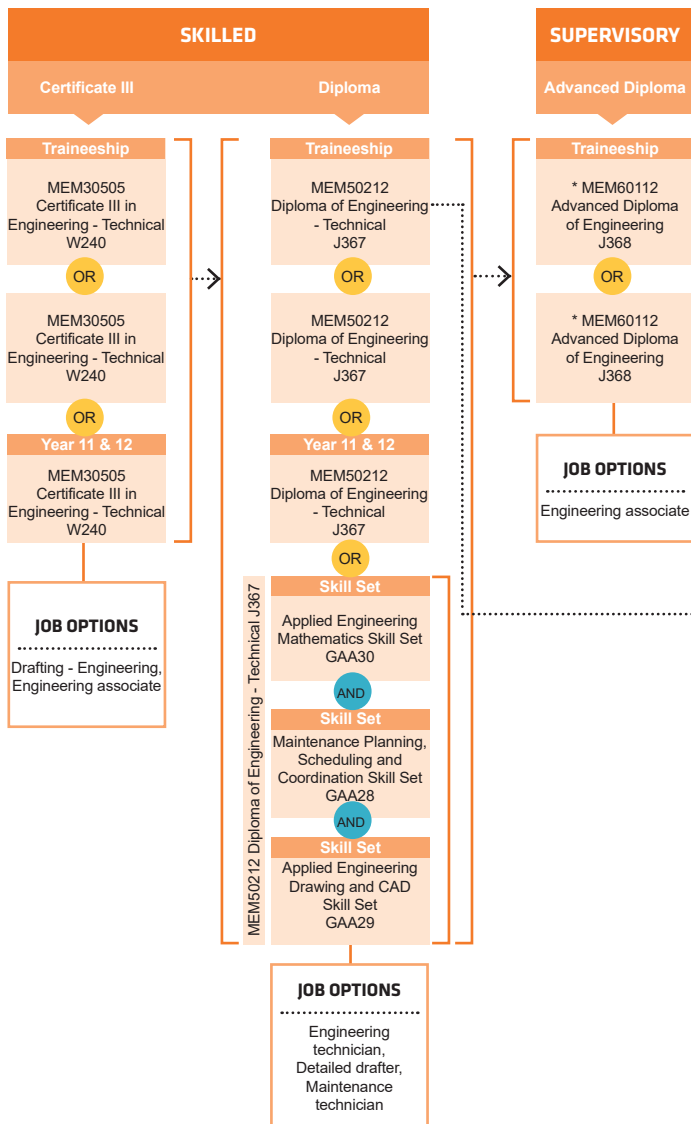 SKILLED
Certificate III
Diploma
Traineeship
MEM30505
Certificate III in
Engineering - Technical
W240
OR
MEM30505
Certificate III in
Engineering - Technical
W240
OR
Year 11 & 12
MEM30505
Certificate III in
Engineering - Technical
W240
JOB OPTIONS
Drafting - Engineering,
Engineering associate
Traineeship
MEM50212
Diploma of Engineering
- Technical
J367
OR
MEM50212
Diploma of Engineering
- Technical
J367
OR
Year 11 & 12
MEM50212
Diploma of Engineering
- Technical
J367
OR
MEM50212 Diploma of Engineering - Technical J367
Skill Set
Applied Engineering
Mathematics Skill Set
GAA30
AND
Skill Set
Maintenance Planning,
Scheduling and
Coordination Skill Set
GAA28
AND
Skill Set
Applied Engineering
Drawing and CAD
Skill Set
GAA29
JOB OPTIONS
Engineering
technician,
Detailed drafter,
Maintenance
technician
SUPERVISORY
Advanced Diploma
Traineeship
* MEM60112
Advanced Diploma
of Engineering
J368
OR
* MEM60112
Advanced Diploma
of Engineering
J368
JOB OPTIONS
Engineering associate